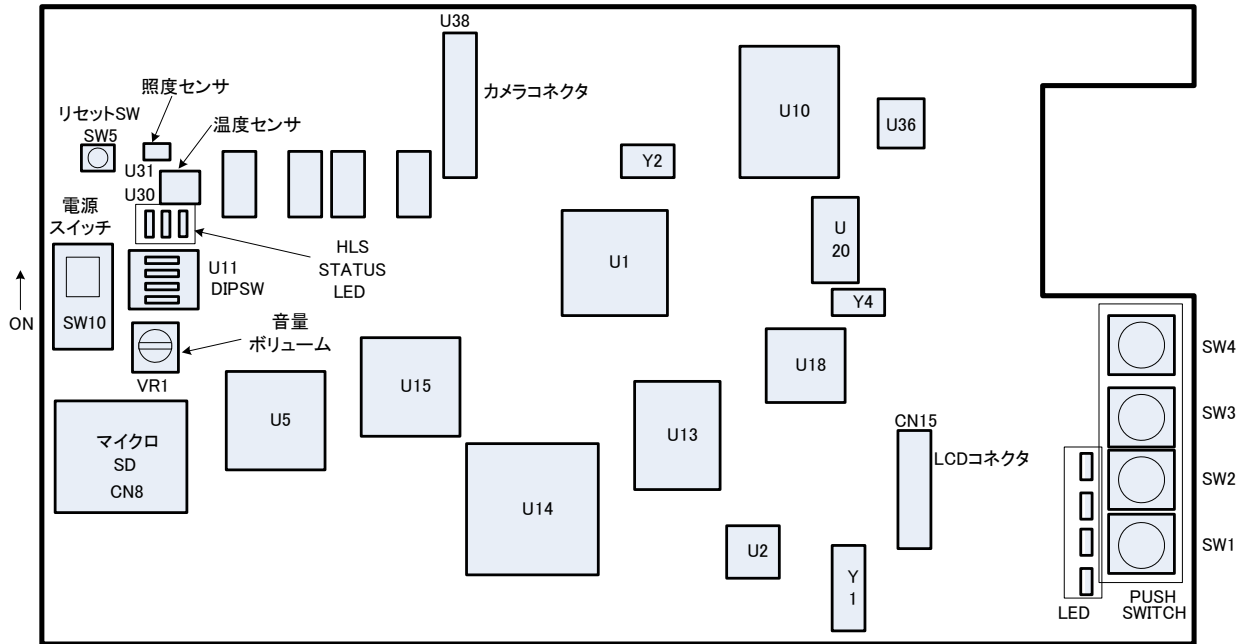 U38
照度センサ
カメラコネクタ
リセットSW
SW5
温度センサ
U10
U36
Y2
U31
U30
電源
スイッチ
U
20
HLS
STATUS
LED
U1
U11
DIPSW
ON
SW10
Y4
音量
ボリューム
VR1
SW4
U15
U18
U5
SW3
CN15
U13
LCDコネクタ
マイクロ
SD
CN8
SW2
U14
SW1
U2
Y
1
LED
PUSH
SWITCH